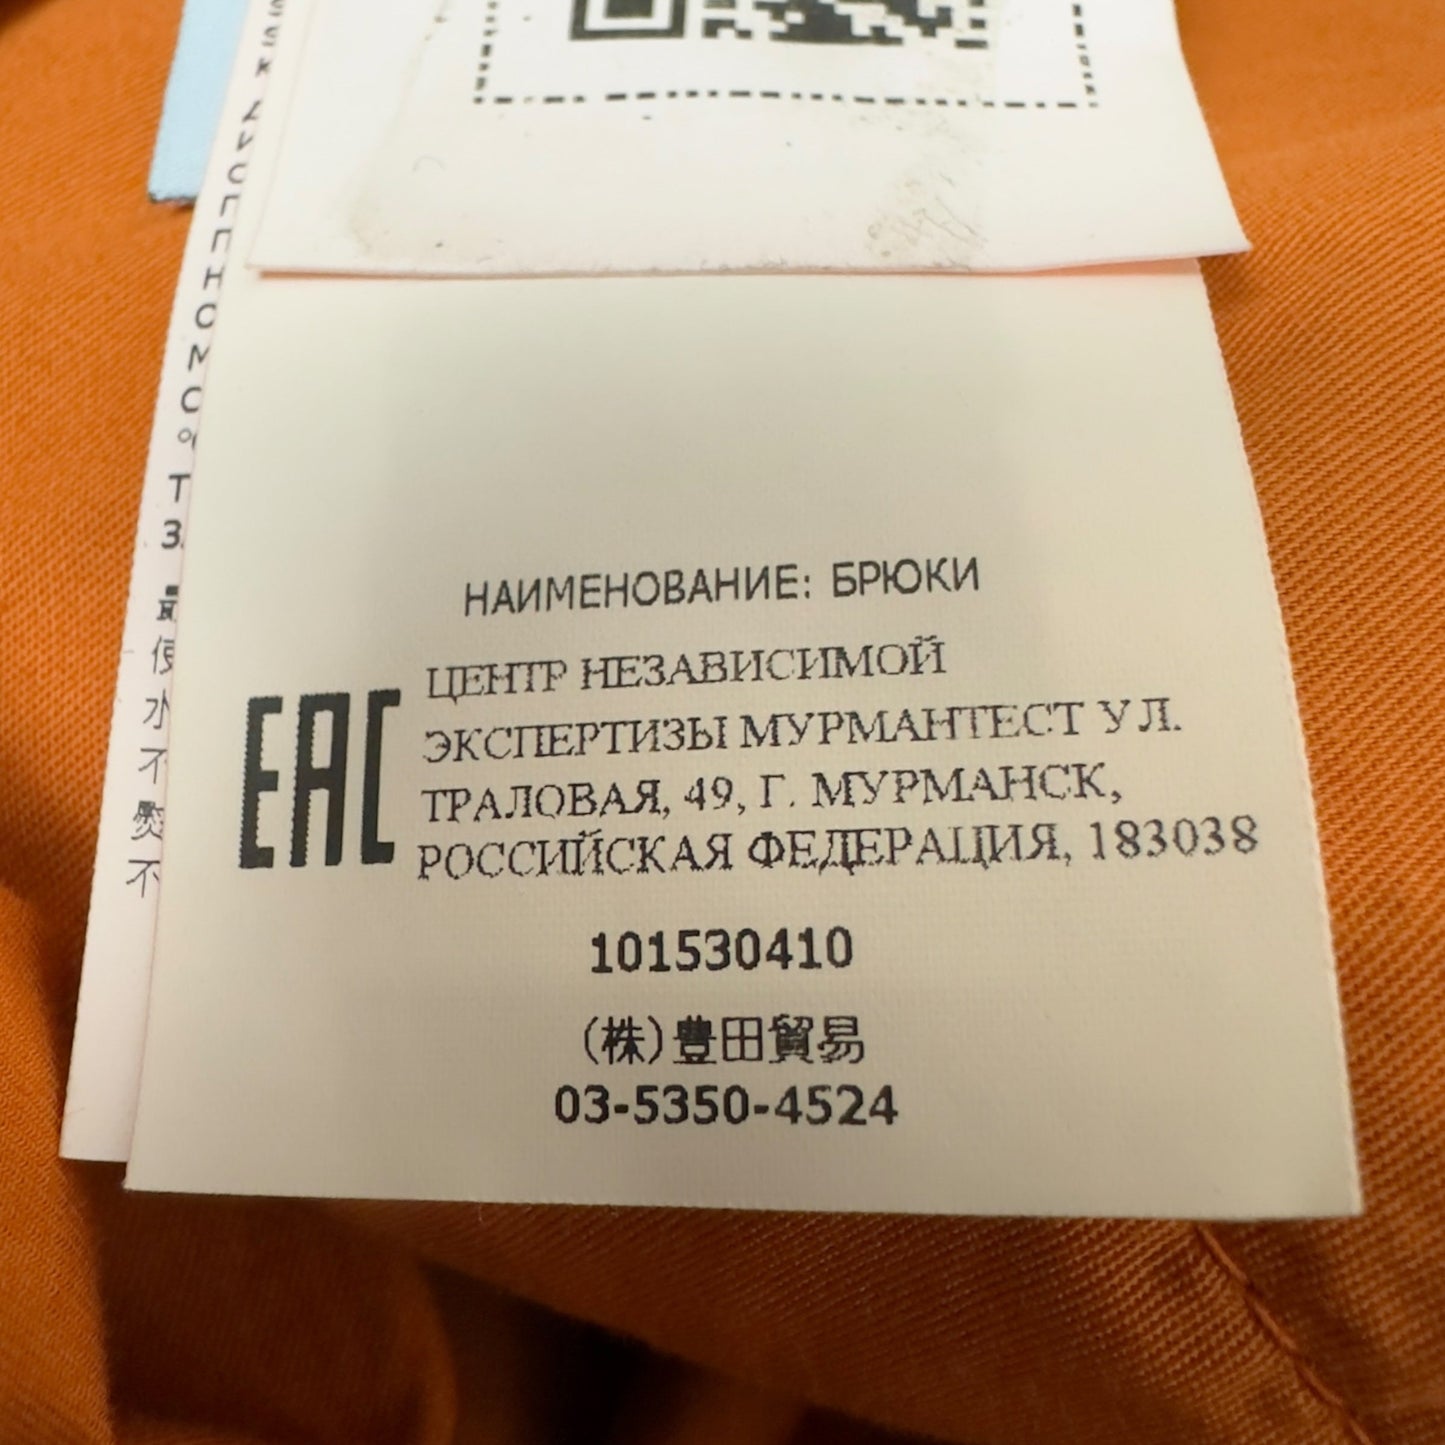 НАИМЕНОВАНИЕ: БРЮКИ
EAC
ЦЕНТР НЕЗАВИСИМОЙ
ЭКСПЕРТИЗЫ МУРМАНТЕСТ УЛ.
ТРАЛОВАЯ, 49, Г. МУРМАНСК,
РОССИЙСКАЯ ФЕДЕРАЦИЯ, 183038
101530410
(株)豊田貿易
03-5350-4524